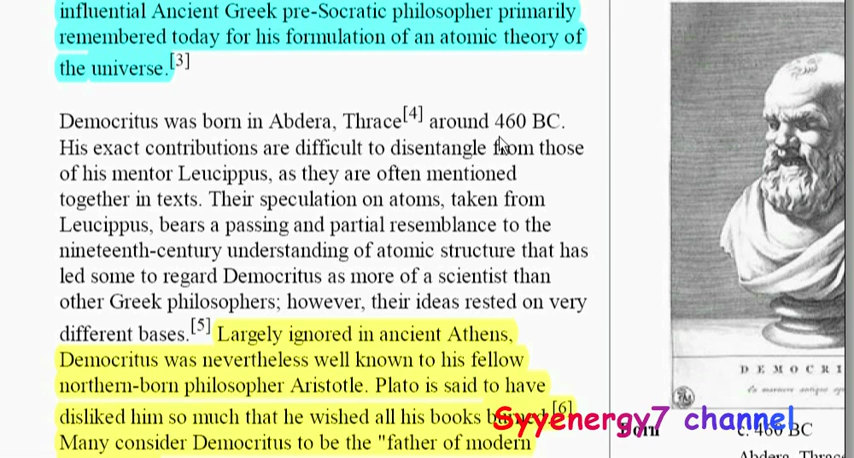 influential Ancient Greek pre-Socratic philosopher primarily
remembered today for his formulation of an atomic theory of
the universe.[3]
Democritus was born in Abdera, Thrace[4] around 460 BC.
His exact contributions are difficult to disentangle from those
of his mentor Leucippus, as they are often mentioned
together in texts. Their speculation on atoms, taken from
Leucippus, bears a passing and partial resemblance to the
nineteenth-century understanding of atomic structure that has
led some to regard Democritus as more of a scientist than
other Greek philosophers; however, their ideas rested on very
different bases.[5] Largely ignored in ancient Athens,
Democritus was nevertheless well known to his fellow
northern-born philosopher Aristotle. Plato is said to have
disliked him so much that he wished all his books [6]
Many consider Democritus to be the "father of modern
DEMOCRI
Born c. 460 BC
Abdera, Thrace
Syyenergy7 channel